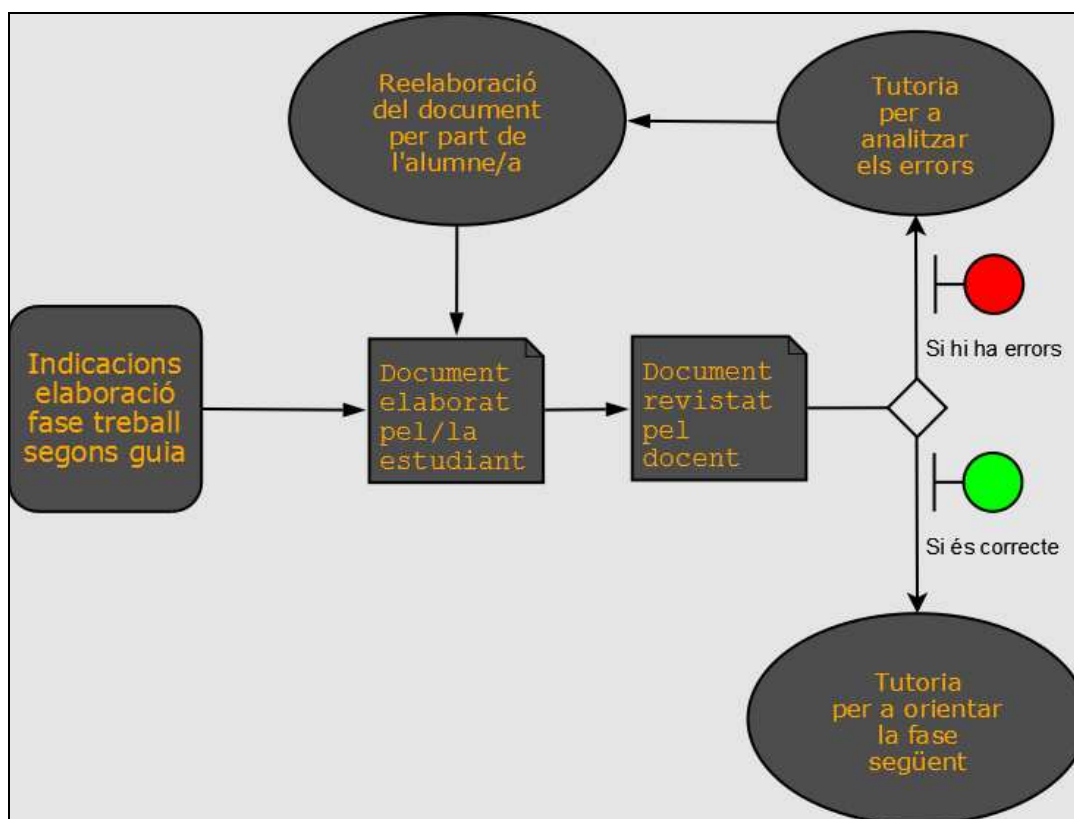 Reelaboració
del document
per part de
l'alumne/a
Tutoria
per a
analitzar
els errors
Si hi ha errors
Indicacions
elaboració
fase treball
segons guia
Document
elaborat
pel/la
estudiant
Document
revistat
pel
docent
Si és correcte
Tutoria
per a orientar
la fase
següent